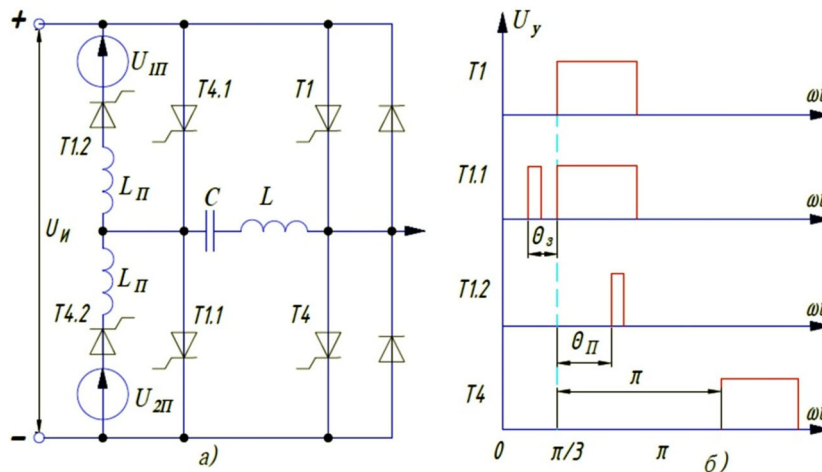 +
U1П
T4.1
T1
T1.2
LП
C
L
UИ
LП
T4.2
T1.1
T4
U2П
−
а)
Uу
T1
T1.1
θз
T1.2
θП
π
T4
0
π/3
π
б)